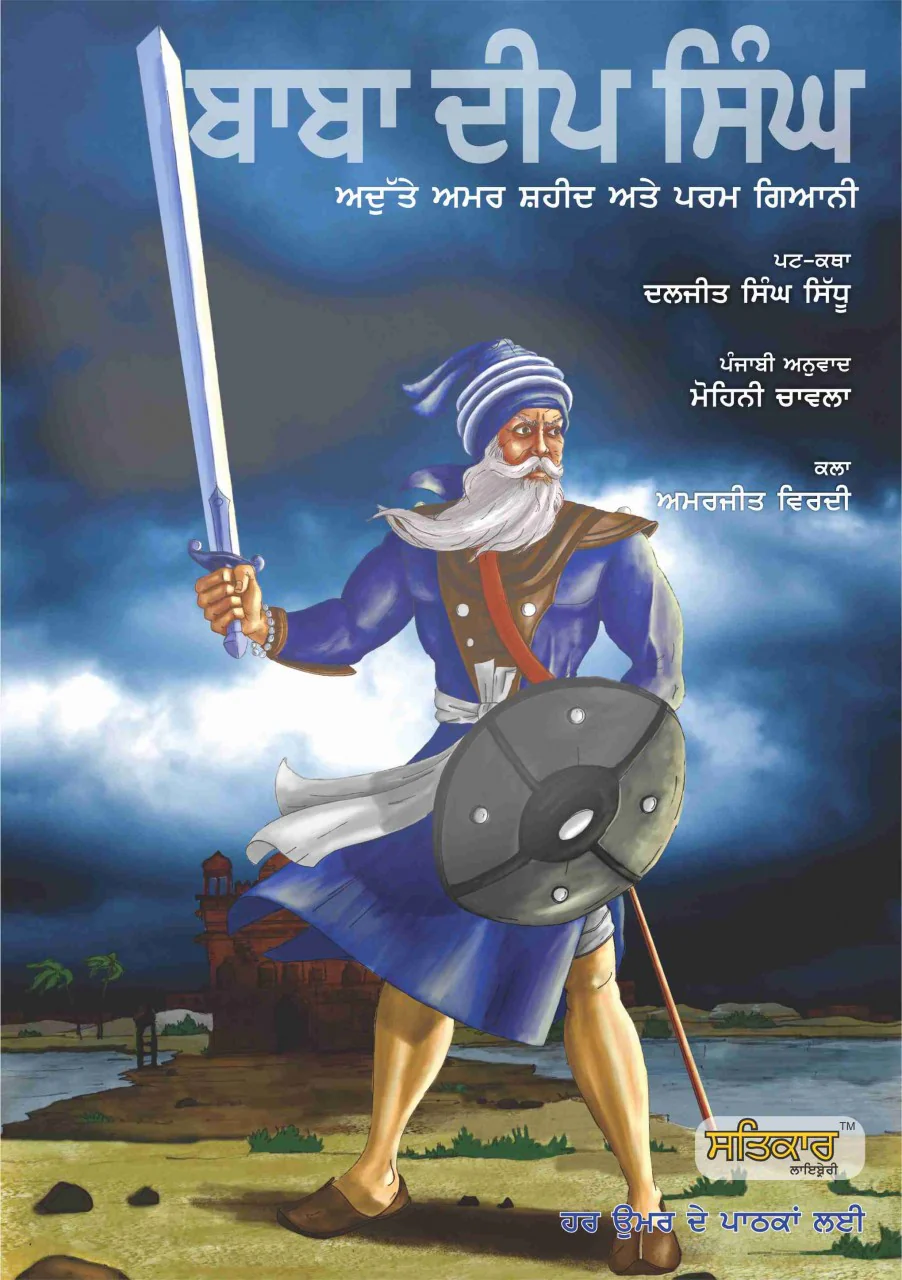 ਬਾਬਾ ਦੀਪ ਸਿੰਘ
ਅਦੁੱਤੇ ਅਮਰ ਸ਼ਹੀਦ ਅਤੇ ਪਰਮ ਗਿਆਨੀ
ਪਟ-ਕਥਾ
ਦਲਜੀਤ ਸਿੰਘ ਸਿੱਧੂ
ਪੰਜਾਬੀ ਅਨੁਵਾਦ
ਮੋਹਿਨੀ ਚਾਵਲਾ
ਕਲਾ
ਅਮਰਜੀਤ ਵਿਰਦੀ
ਸਤਿਕਾਰ TM
ਲਾਇਬ੍ਰੇਰੀ
ਹਰ ਉਮਰ ਦੇ ਪਾਠਕਾਂ ਲਈ